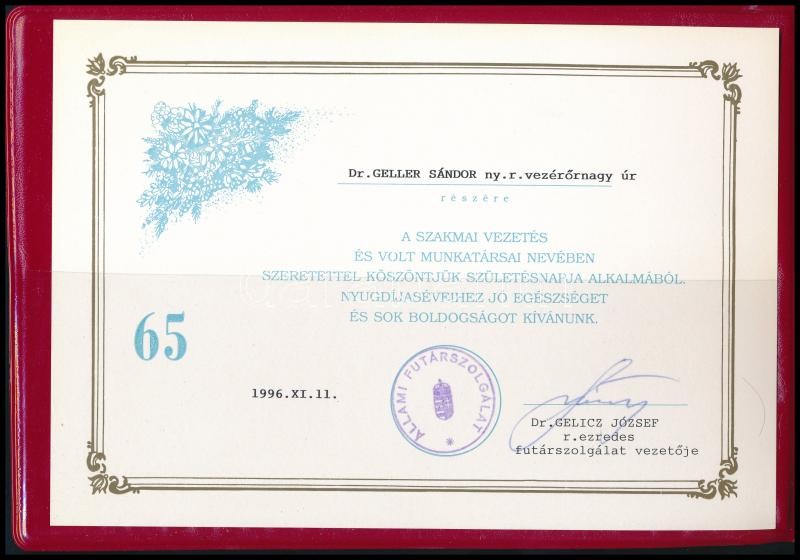 Dr.GELLER SÁNDOR ny.r.vezérőrnagy úr
részére
A SZAKMAI VEZETÉS
ÉS VOLT MUNKATÁRSAI NEVÉBEN
SZERETETTEL KÖSZÖNTJÜK SZÜLETÉSNAPJA ALKALMÁBÓL.
NYUGDÍJASÉVEIHEZ JÓ EGÉSZSÉGET
ÉS SOK BOLDOGSÁGOT KÍVÁNUNK.
65
1996.XI.11.
ÁLLAMI FUTÁRSZOLGÁLAT
Dr.GELICZ JÓZSEF
r.ezredes
futárszolgálat vezetője